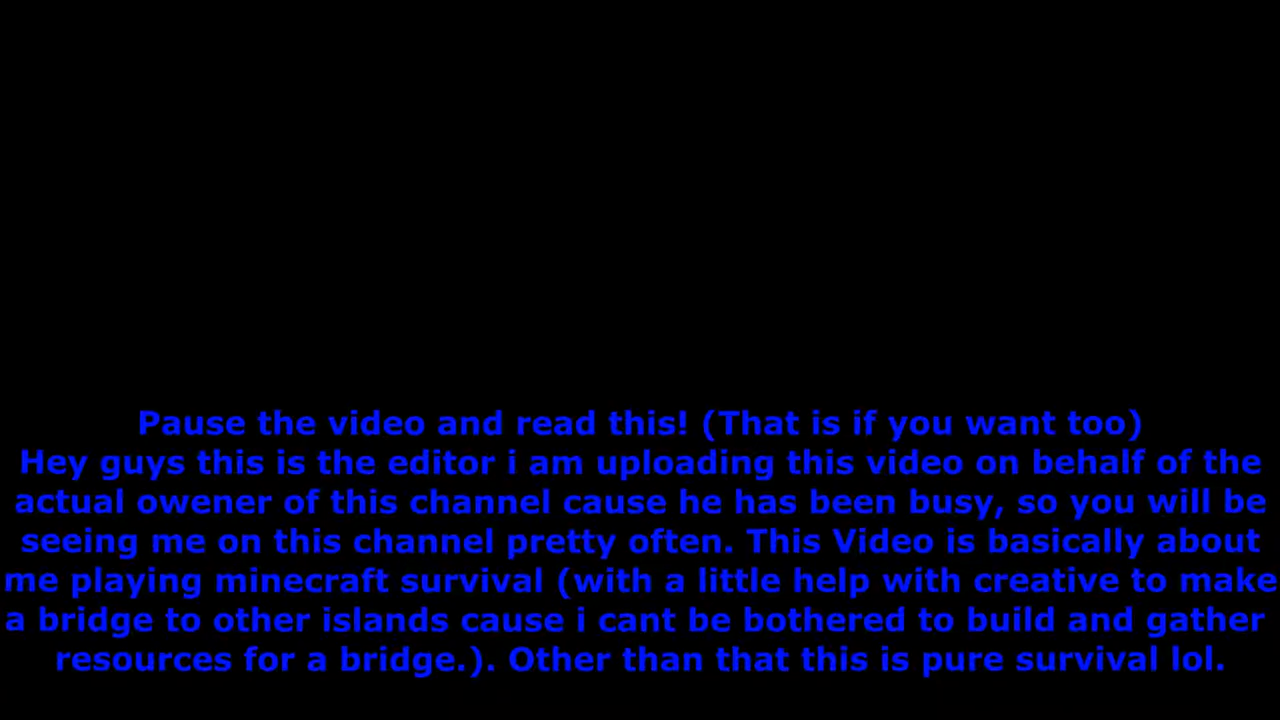 Pause the video and read this! (That is if you want too)
Hey guys this is the editor i am uploading this video on behalf of the
actual owener of this channel cause he has been busy, so you will be
seeing me on this channel pretty often. This Video is basically about
me playing minecraft survival (with a little help with creative to make
a bridge to other islands cause i cant be bothered to build and gather
resources for a bridge.). Other than that this is pure survival lol.